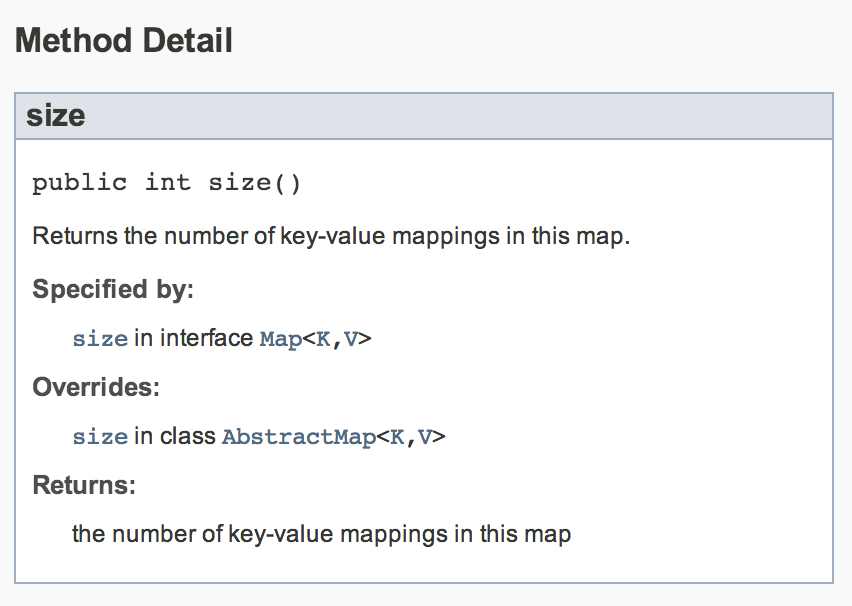 Method Detail
size
public int size()
Returns the number of key-value mappings in this map.
Specified by:
size in interface Map<K,V>
Overrides:
size in class AbstractMap<K,V>
Returns:
the number of key-value mappings in this map